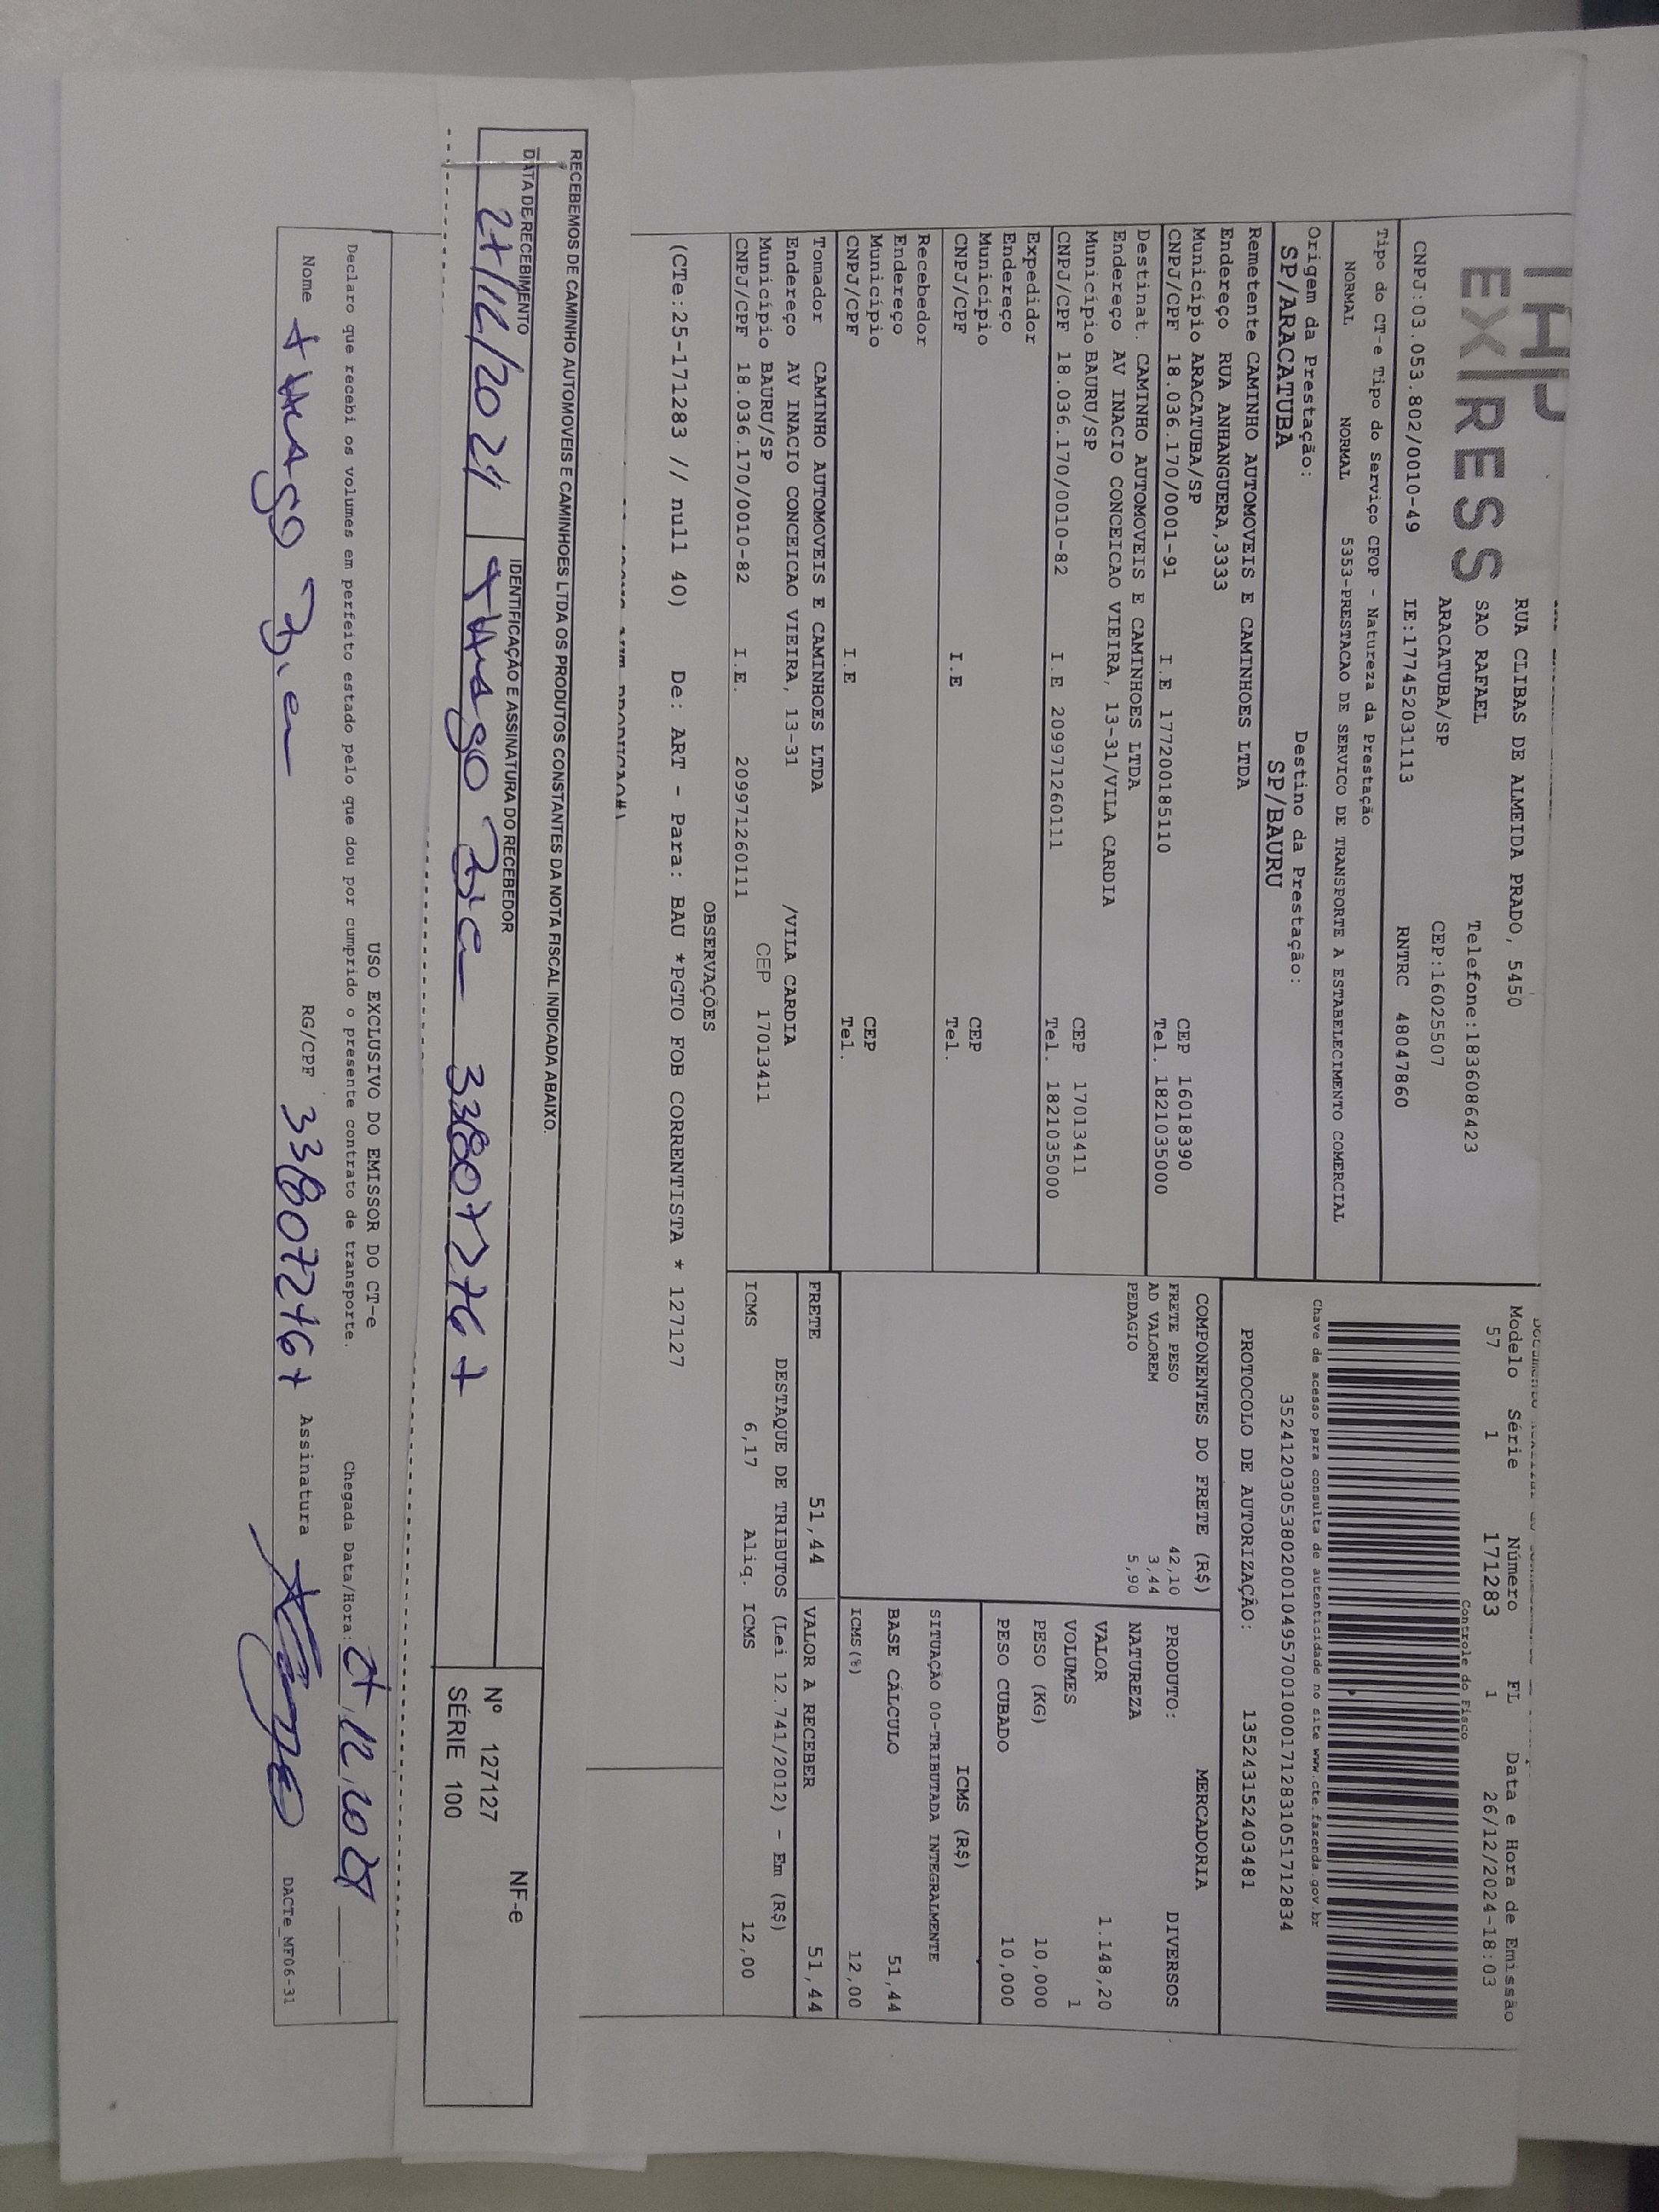 THP
EXPRESS
RUA CLIBAS DE ALMEIDA PRADO, 5450
SAO RAFAEL Telefone:1836086423
ARACATUBA/SP CEP:16025507
CNPJ:03.053.802/0010-49 IE:177452031113 RNTRC 48047860
Modelo Série Número FL Data e Hora de Emissão
57 1 171283 1 26/12/2024-18:03
Controle do Fisco
Chave de acesso para consulta de autenticidade no site www.cte.fazenda.gov.br
35241203053802001049570010001712831051712834
PROTOCOLO DE AUTORIZAÇÃO: 135243152403481
Tipo do CT-e Tipo do Serviço CFOP - Natureza da Prestação
NORMAL NORMAL 5353-PRESTACAO DE SERVICO DE TRANSPORTE A ESTABELECIMENTO COMERCIAL
Origem da Prestação: Destino da Prestação:
SP/ARACATUBA SP/BAURU
Remetente CAMINHO AUTOMOVEIS E CAMINHOES LTDA
Endereço RUA ANHANGUERA,3333
Município ARACATUBA/SP CEP 16018390
CNPJ/CPF 18.036.170/0001-91 I.E 177200185110 Tel. 1821035000
Destinat. CAMINHO AUTOMOVEIS E CAMINHOES LTDA
Endereço AV INACIO CONCEICAO VIEIRA, 13-31/VILA CARDIA
Município BAURU/SP CEP 17013411
CNPJ/CPF 18.036.170/0010-82 I.E 209971260111 Tel. 1821035000
Expedidor
Endereço
Município CEP
CNPJ/CPF I.E Tel.
Recebedor
Endereço
Município CEP
CNPJ/CPF I.E Tel.
Tomador CAMINHO AUTOMOVEIS E CAMINHOES LTDA
Endereço AV INACIO CONCEICAO VIEIRA, 13-31 /VILA CARDIA
Município BAURU/SP CEP 17013411
CNPJ/CPF 18.036.170/0010-82 I.E. 209971260111
COMPONENTES DO FRETE (R$)
FRETE PESO 42,10
AD VALOREM 3,44
PEDAGIO 5,90
MERCADORIA
PRODUTO: DIVERSOS
NATUREZA
VALOR 1.148,20
VOLUMES 1
PESO (KG) 10,000
PESO CUBADO 10,000
ICMS (R$)
SITUAÇÃO 00-TRIBUTADA INTEGRALMENTE
BASE CÁLCULO 51,44
ICMS(%) 12,00
FRETE 51,44 VALOR A RECEBER 51,44
DESTAQUE DE TRIBUTOS (Lei 12.741/2012) - Em (R$)
ICMS 6,17 Aliq. ICMS 12,00
OBSERVAÇÕES
(CTe:25-171283 // null 40) De: ART - Para: BAU *PGTO FOB CORRENTISTA * 127127
RECEBEMOS DE CAMINHO AUTOMOVEIS E CAMINHOES LTDA OS PRODUTOS CONSTANTES DA NOTA FISCAL INDICADA ABAIXO.
DATA DE RECEBIMENTO IDENTIFICAÇÃO E ASSINATURA DO RECEBEDOR
27/12/2024 Thiago 338072767
NF-e
Nº 127127
SÉRIE 100
USO EXCLUSIVO DO EMISSOR DO CT-e
Declaro que recebi os volumes em perfeito estado pelo que dou por cumprido o presente contrato de transporte. Chegada Data/Hora: 27.12.2024 __:__
Nome Thiago RG/CPF 338072767 Assinatura
DACTe_MF06-31